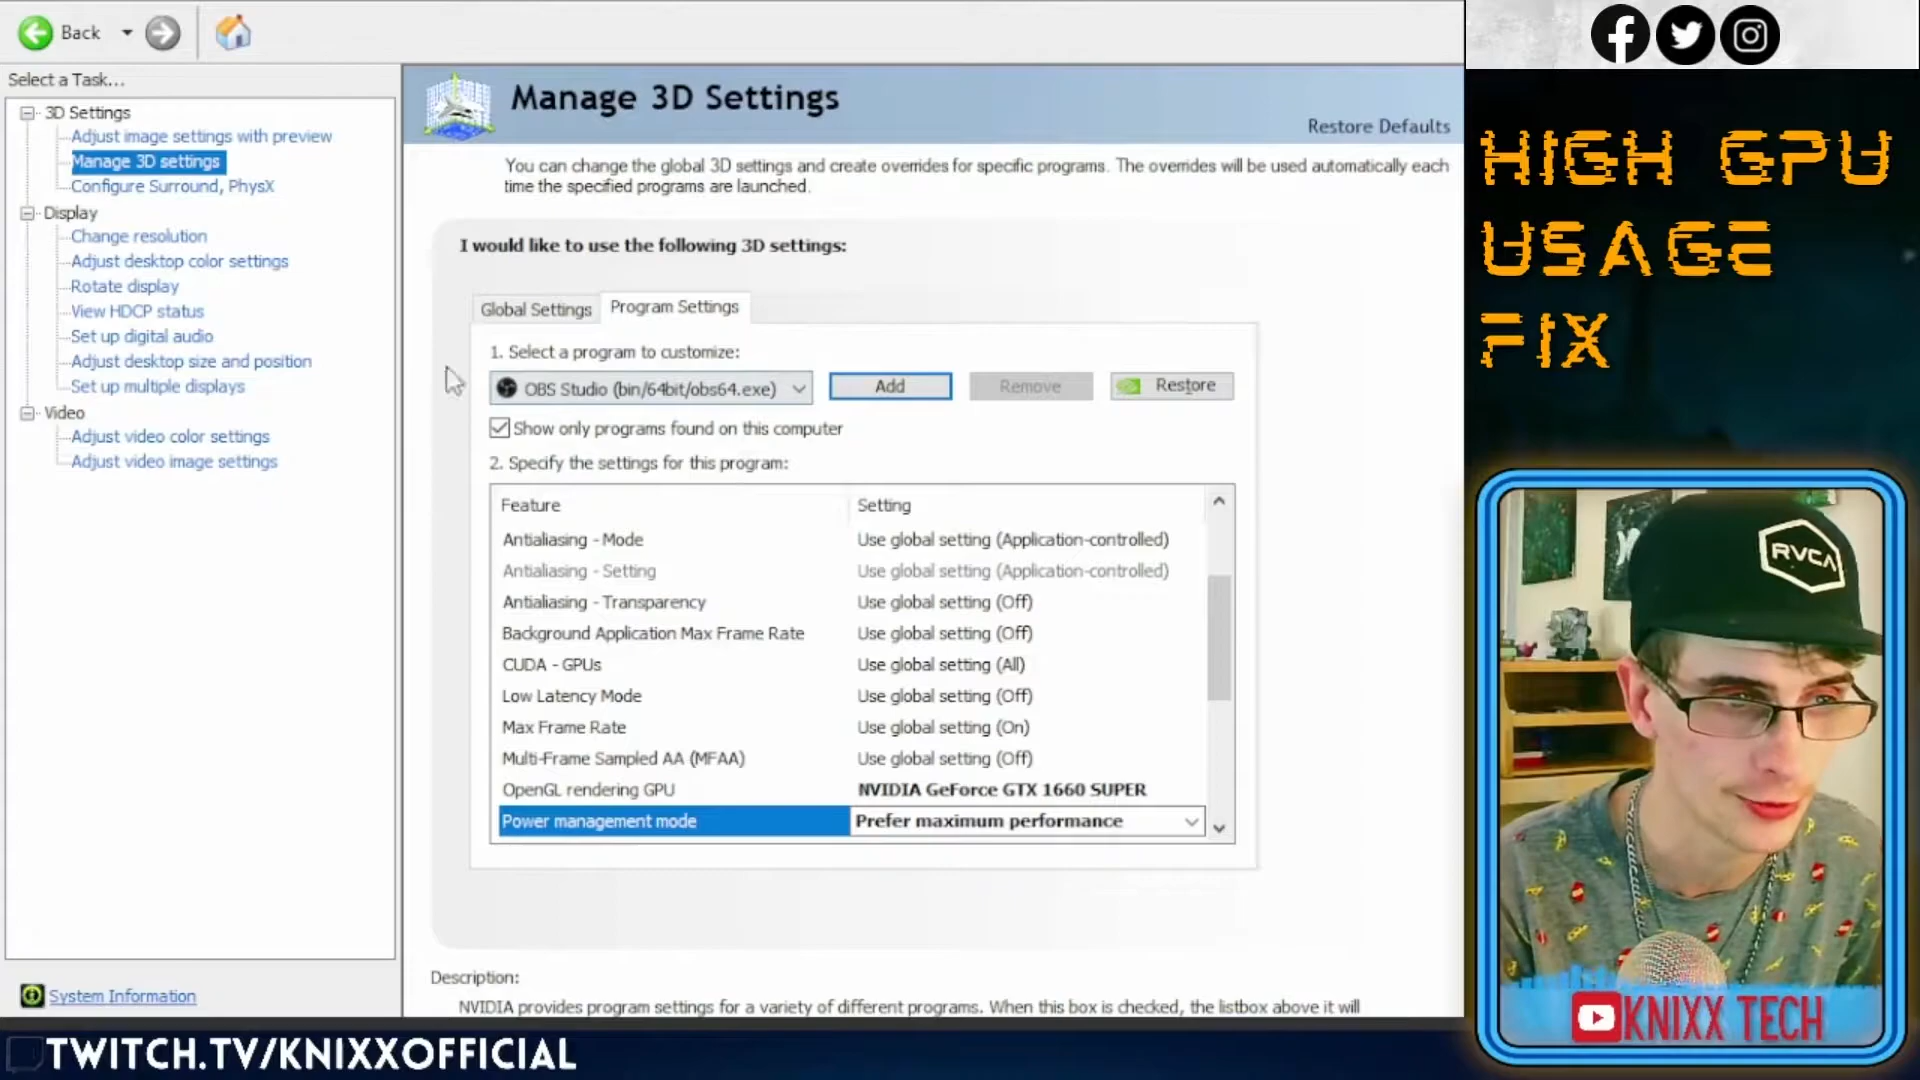 Back
Select a Task...
3D Settings
Adjust image settings with preview
Manage 3D settings
Configure Surround, PhysX
Display
Change resolution
Adjust desktop color settings
Rotate display
View HDCP status
Set up digital audio
Adjust desktop size and position
Set up multiple displays
Video
Adjust video color settings
Adjust video image settings
System Information
Manage 3D Settings
Restore Defaults
You can change the global 3D settings and create overrides for specific programs. The overrides will be used automatically each
time the specified programs are launched.
I would like to use the following 3D settings:
Global Settings
Program Settings
1. Select a program to customize:
OBS Studio (bin/64bit/obs64.exe)
Add
Remove
Restore
Show only programs found on this computer
2. Specify the settings for this program:
Feature Setting
Antialiasing - Mode Use global setting (Application-controlled)
Antialiasing - Setting Use global setting (Application-controlled)
Antialiasing - Transparency Use global setting (Off)
Background Application Max Frame Rate Use global setting (Off)
CUDA - GPUs Use global setting (All)
Low Latency Mode Use global setting (Off)
Max Frame Rate Use global setting (On)
Multi-Frame Sampled AA (MFAA) Use global setting (Off)
OpenGL rendering GPU NVIDIA GeForce GTX 1660 SUPER
Power management mode Prefer maximum performance
Description:
NVIDIA provides program settings for a variety of different programs. When this box is checked, the listbox above it will
HIGH GPU
USAGE
FIX
RVCA
KNIXX TECH
TWITCH.TV/KNIXXOFFICIAL